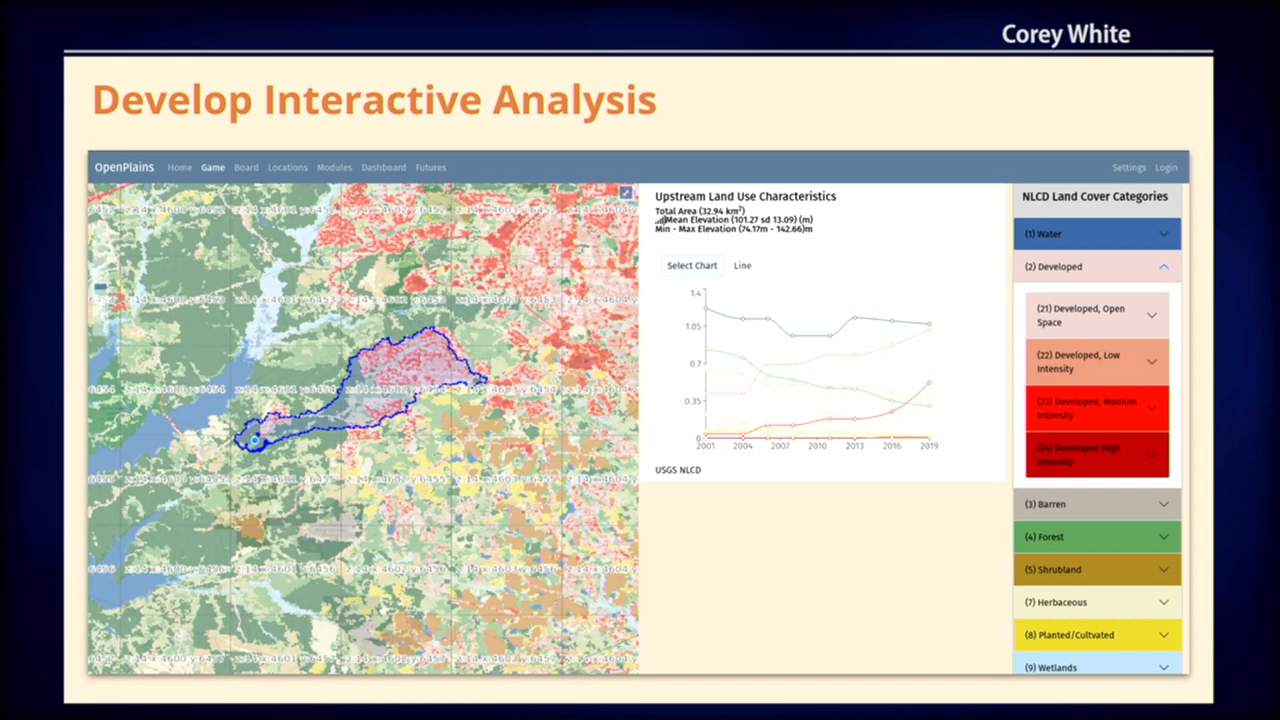 Corey White
Develop Interactive Analysis
OpenPlains Home Game Board Locations Modules Dashboard Futures Settings Login
Upstream Land Use Characteristics
Total Area (32.94 km²)
Mean Elevation (101.27 sd 13.09) (m)
Min - Max Elevation (74.17m - 142.66)m
Select Chart Line
1.4
1.05
0.7
0.35
0
2001 2004 2007 2010 2013 2016 2019
USGS NLCD
NLCD Land Cover Categories
(1) Water
(2) Developed
(21) Developed, Open
Space
(22) Developed, Low
Intensity
(23) Developed, Medium
Intensity
(24) Developed High
Intensity
(3) Barren
(4) Forest
(5) Shrubland
(7) Herbaceous
(8) Planted/Cultvated
(9) Wetlands